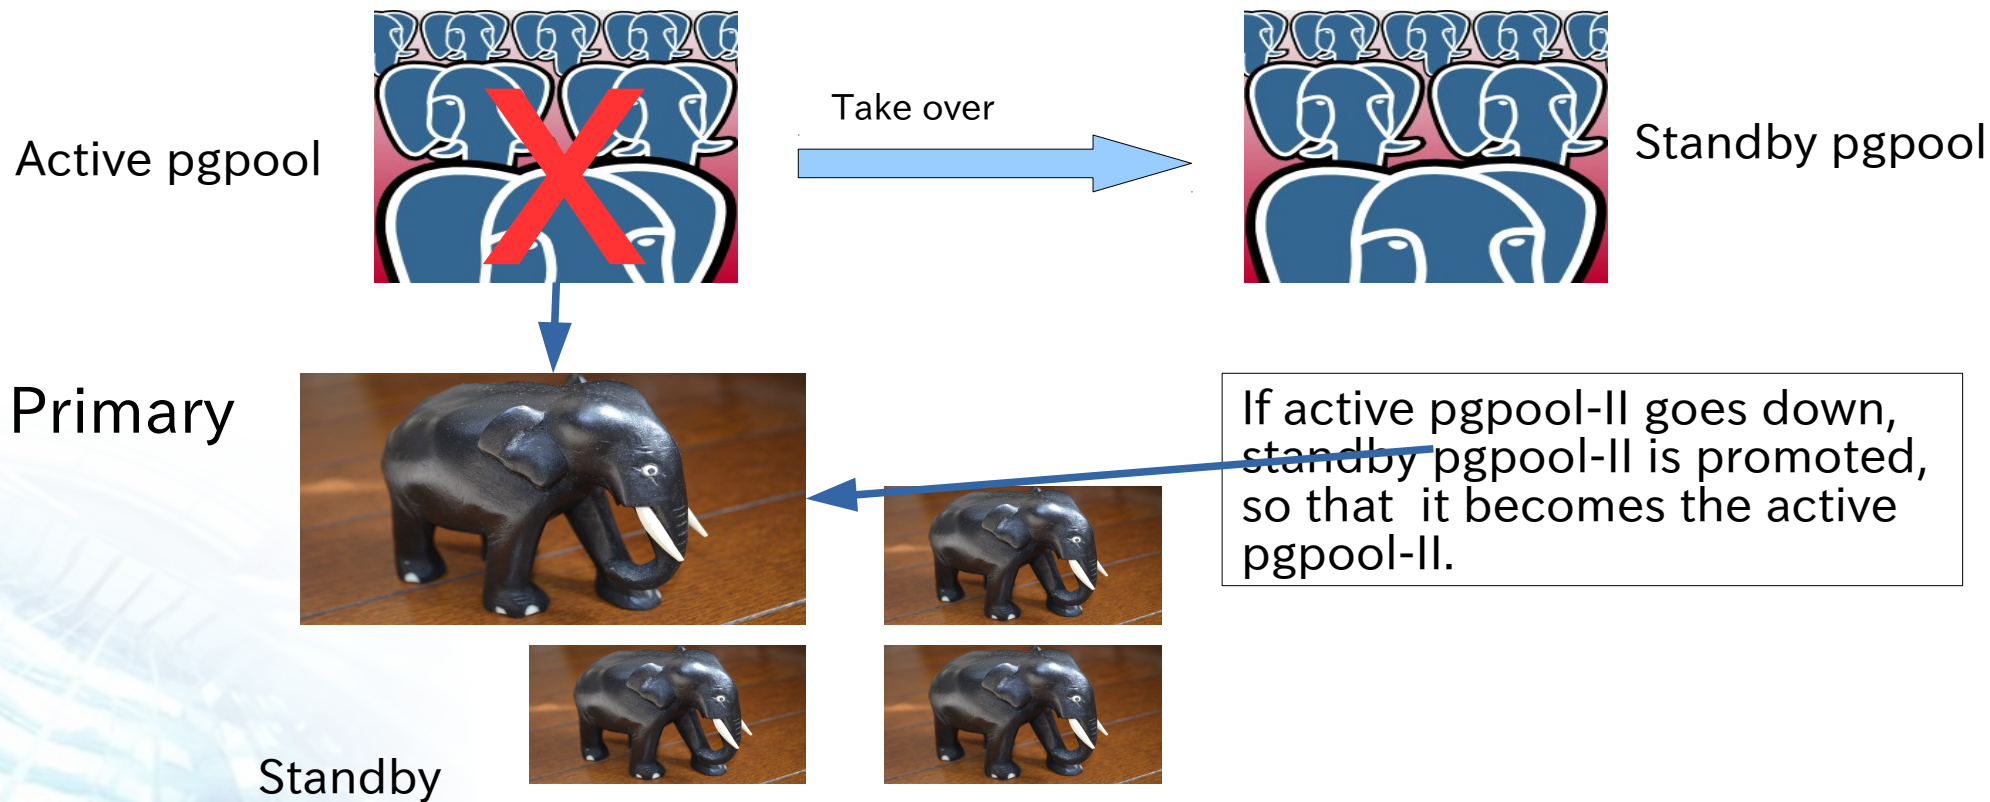 Take over
Active pgpool
Standby pgpool
Primary
If active pgpool-II goes down,
standby pgpool-II is promoted,
so that  it becomes the active
pgpool-II.
Standby